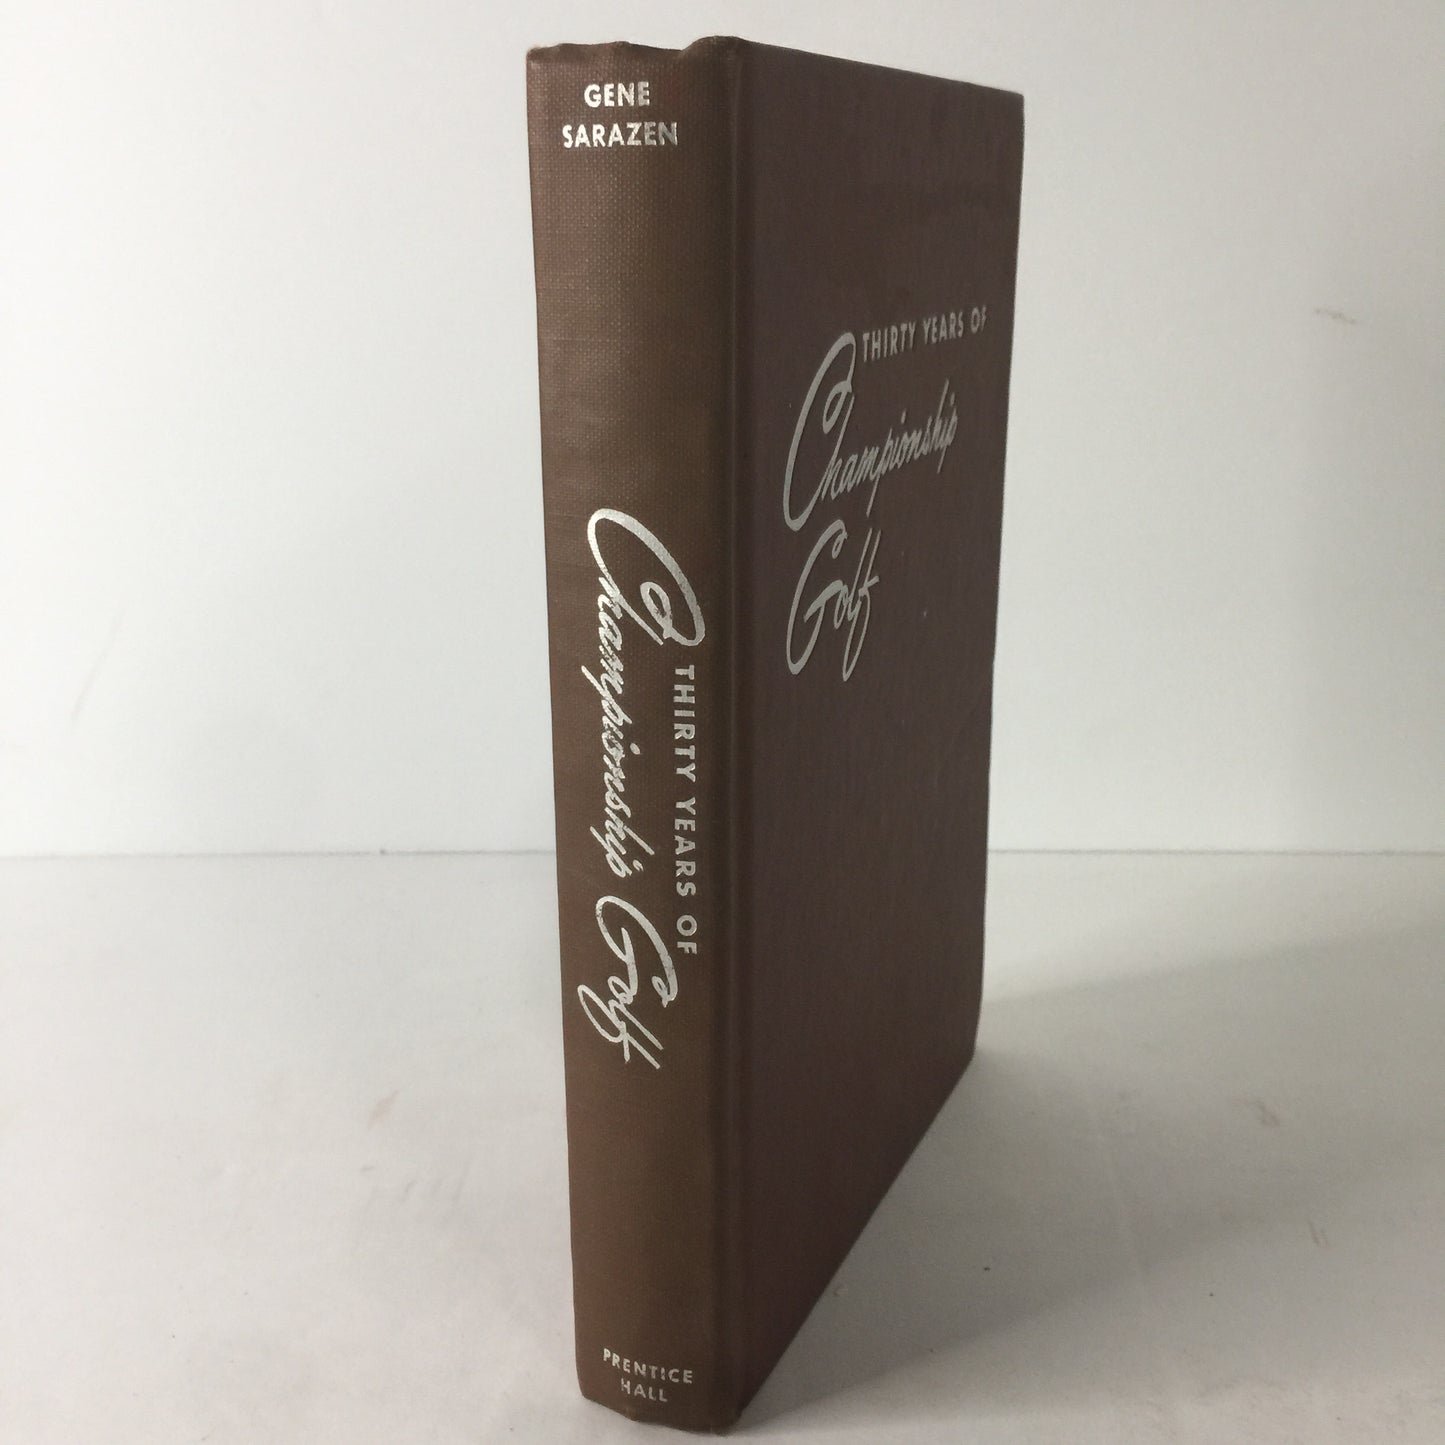 GENE
SARAZEN
THIRTY YEARS OF
Championship Golf
PRENTICE
HALL
THIRTY YEARS OF
Championship
Golf